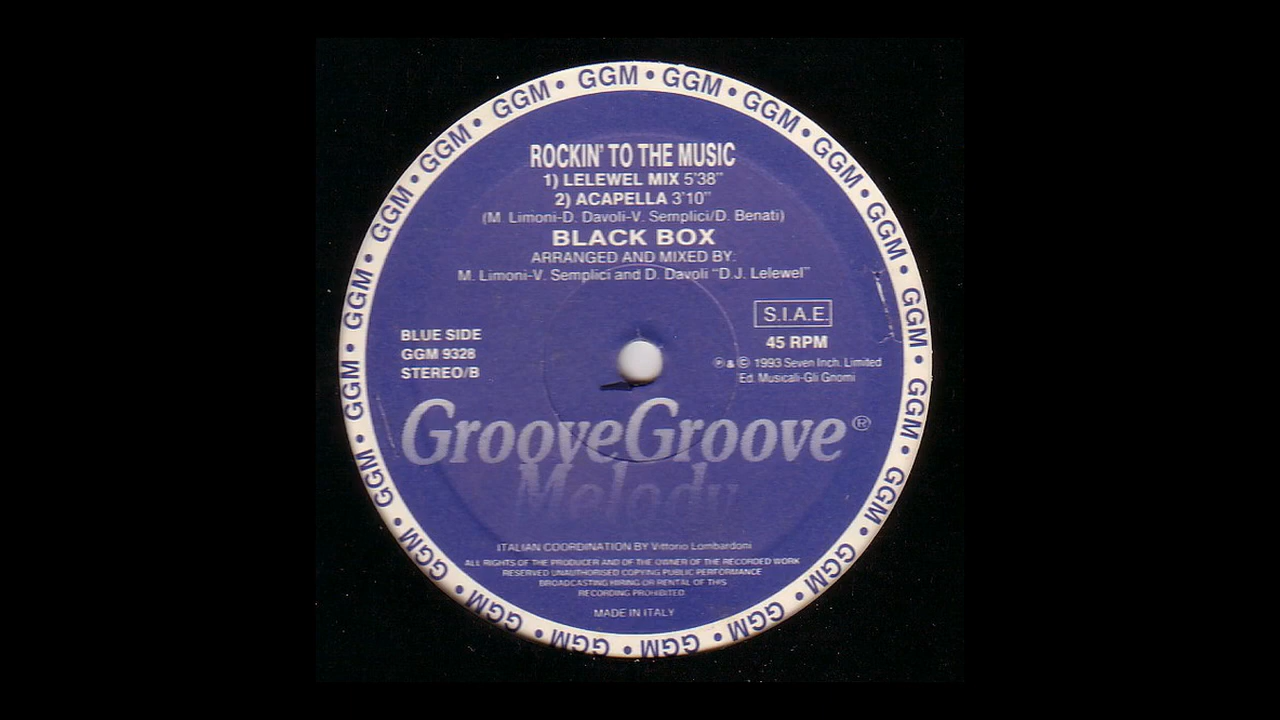 GGM • GGM • GGM • GGM • GGM • GGM • GGM • GGM • GGM • GGM • GGM • GGM • GGM • GGM • GGM • GGM • GGM • GGM • GGM • GGM • GGM •
ROCKIN' TO THE MUSIC
1) LELEWEL MIX 5'38"
2) ACAPELLA 3'10"
(M. Limoni-D. Davoli-V. Semplici/D. Benati)
BLACK BOX
ARRANGED AND MIXED BY:
M. Limoni-V. Semplici and D. Davoli "D.J. Lelewel"
BLUE SIDE
GGM 9328
STEREO/B
S.I.A.E.
45 RPM
℗ & © 1993 Seven Inch. Limited
Ed. Musicali-Gli Gnomi
GrooveGroove®
Melody
ITALIAN COORDINATION BY Vittorio Lombardoni
ALL RIGHTS OF THE PRODUCER AND OF THE OWNER OF THE RECORDED WORK
RESERVED UNAUTHORISED COPYING PUBLIC PERFORMANCE
BROADCASTING HIRING OR RENTAL OF THIS
RECORDING PROHIBITED
MADE IN ITALY